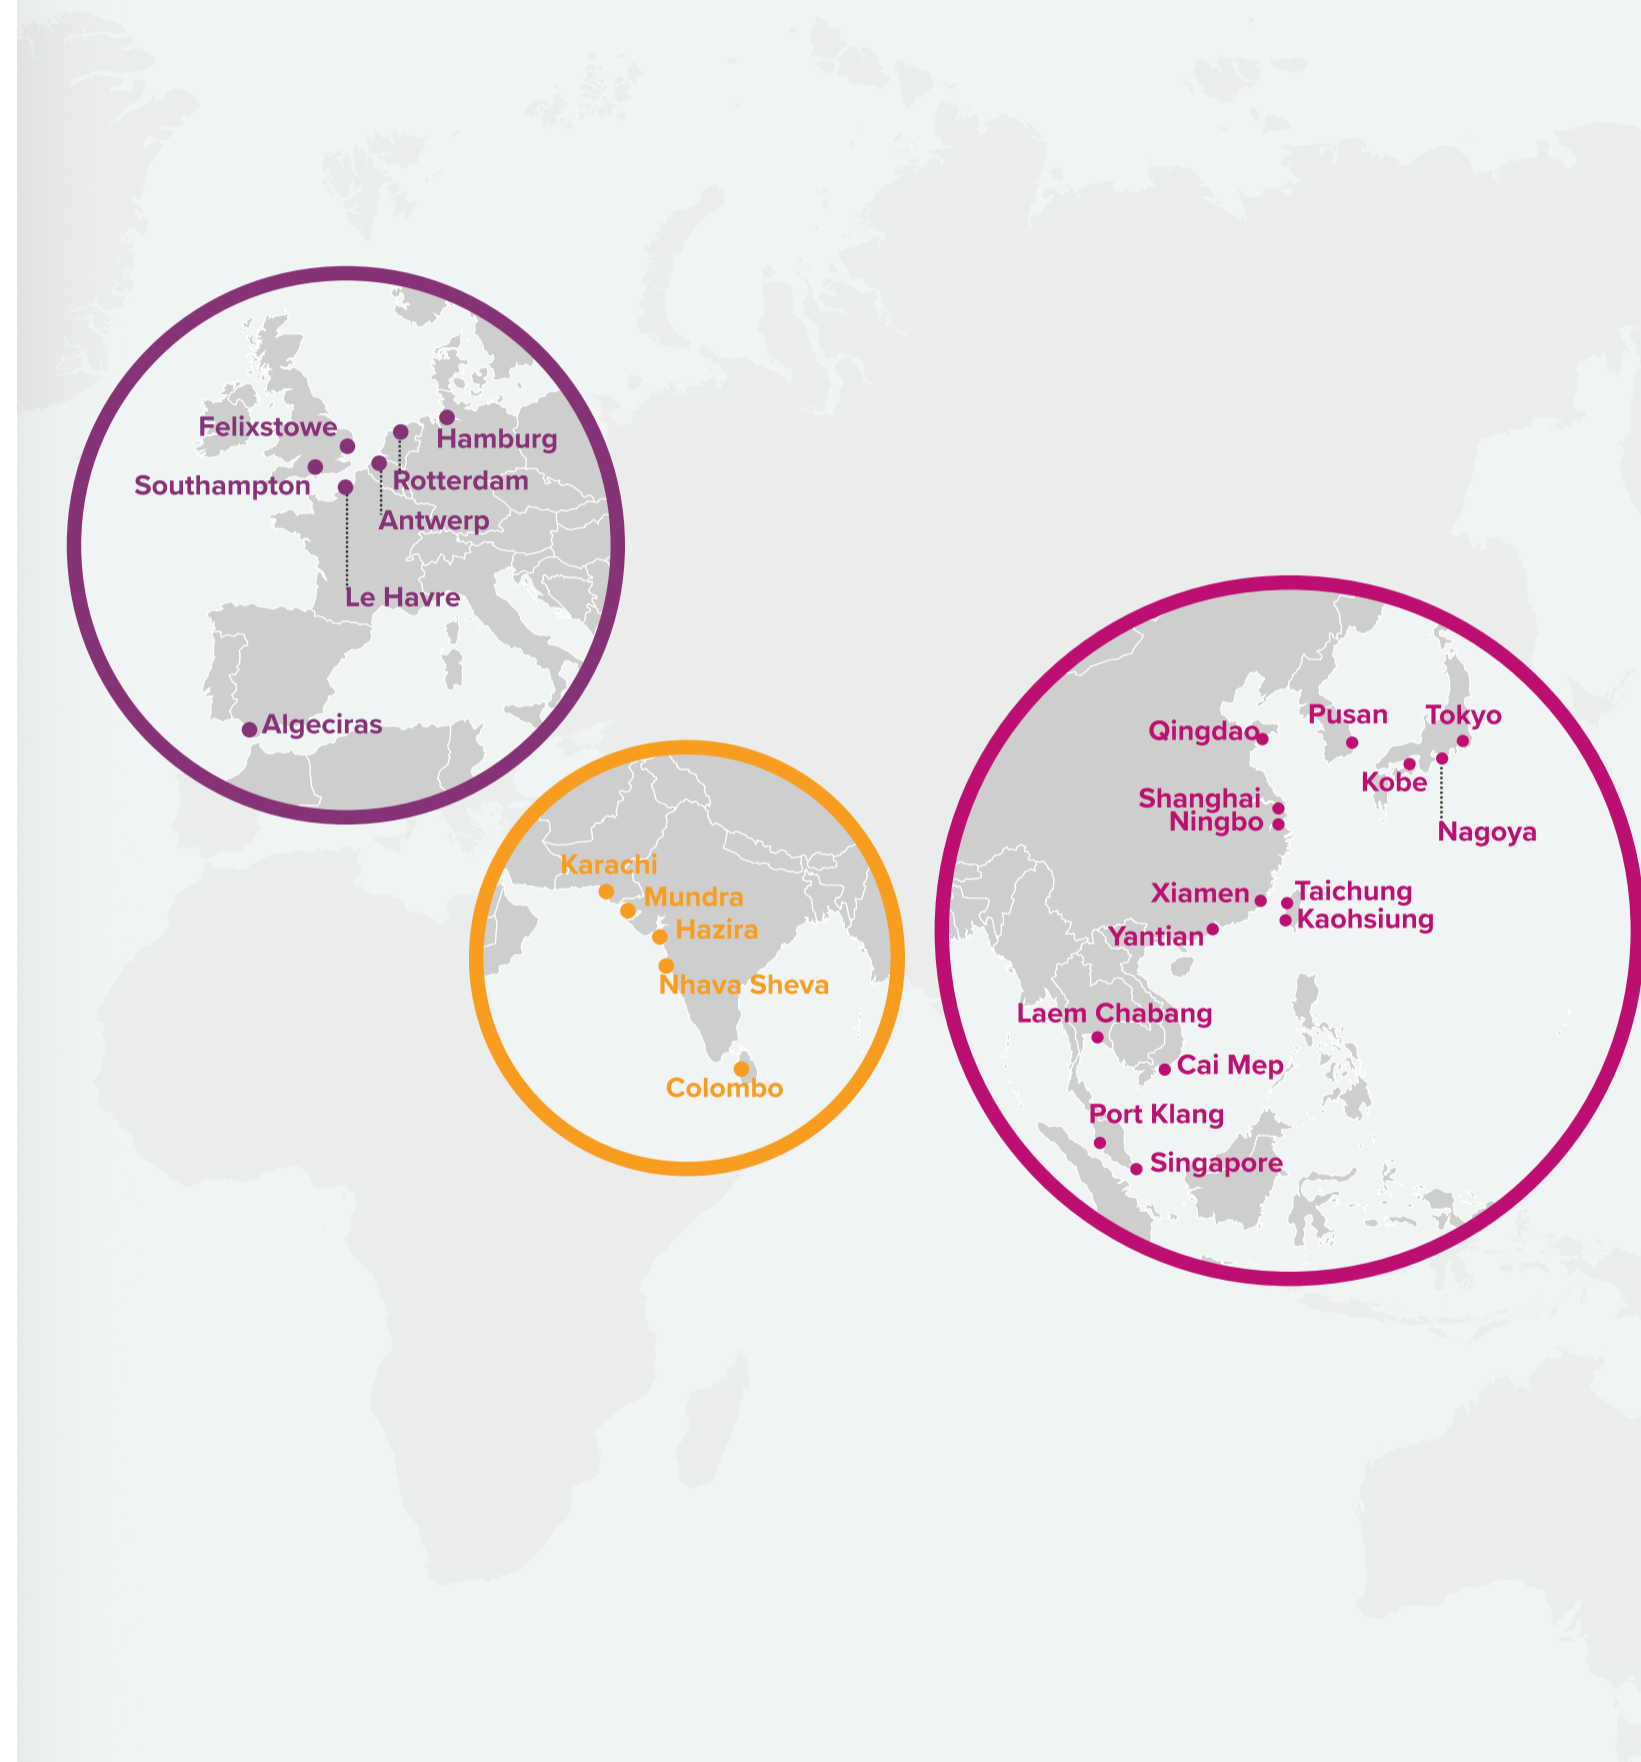 Felixstowe
Hamburg
Southampton
Rotterdam
Antwerp
Le Havre
Algeciras
Karachi
Mundra
Hazira
Nhava Sheva
Colombo
Pusan
Tokyo
Qingdao
Kobe
Shanghai
Ningbo
Nagoya
Xiamen
Taichung
Kaohsiung
Yantian
Laem Chabang
Cai Mep
Port Klang
Singapore